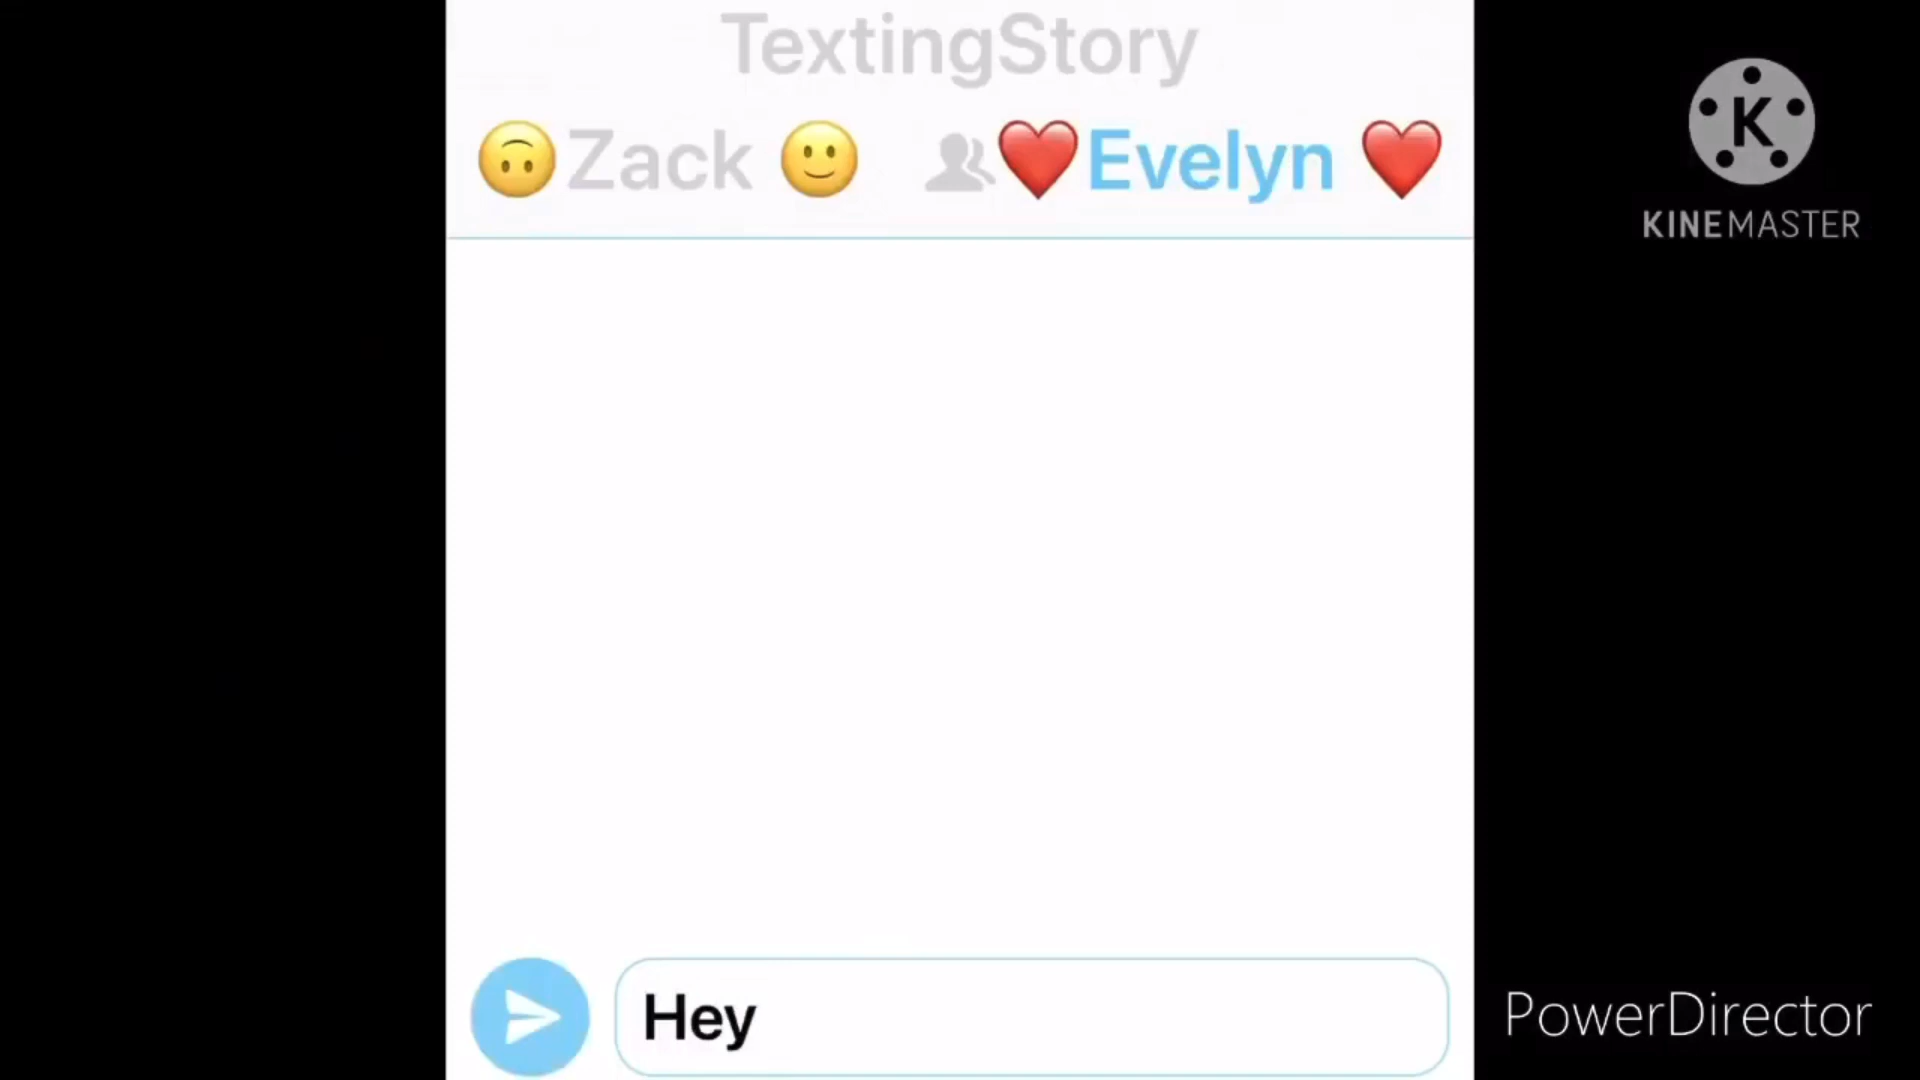 TextingStory
🙃Zack 🙂 ❤️Evelyn ❤️
K
KINEMASTER
Hey
PowerDirector